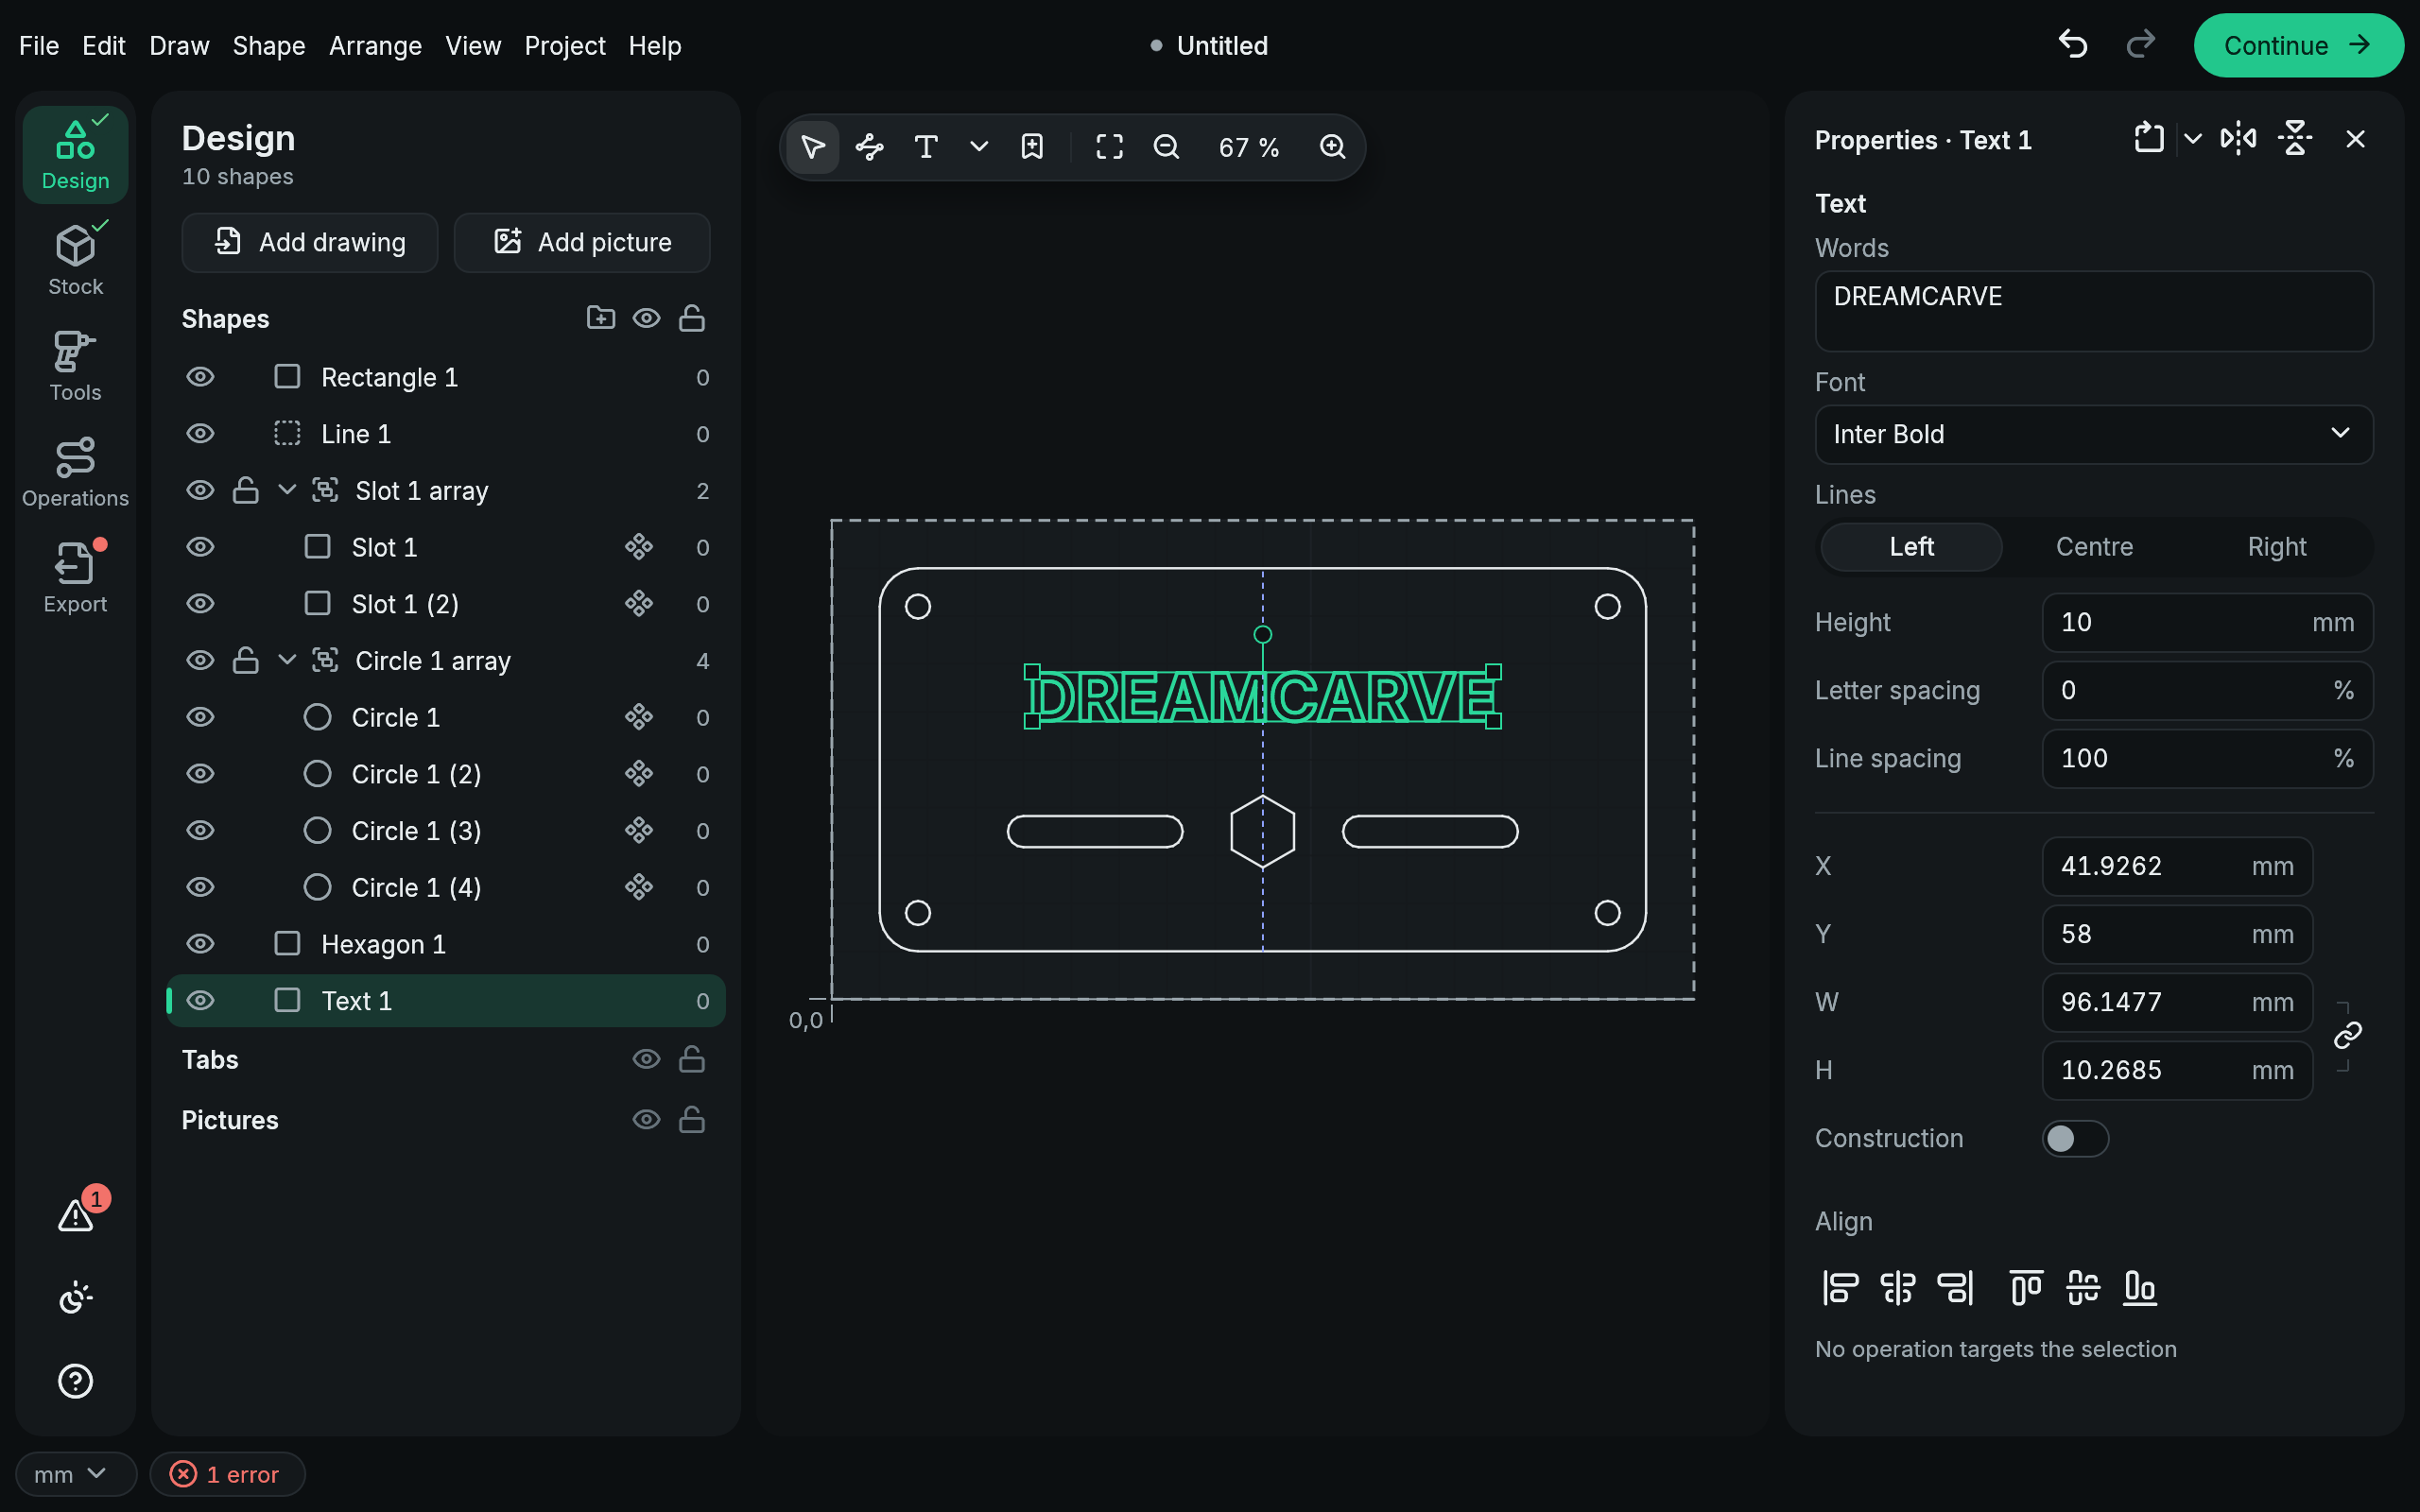 File Edit Draw Shape Arrange View Project Help
Untitled
Continue
Design
Stock
Tools
Operations
Export
1
Design
10 shapes
Add drawing
Add picture
Shapes
Rectangle 1 0
Line 1 0
Slot 1 array 2
Slot 1 0
Slot 1 (2) 0
Circle 1 array 4
Circle 1 0
Circle 1 (2) 0
Circle 1 (3) 0
Circle 1 (4) 0
Hexagon 1 0
Text 1 0
Tabs
Pictures
67 %
DREAMCARVE
0,0
Properties · Text 1
Text
Words
DREAMCARVE
Font
Inter Bold
Lines
Left Centre Right
Height 10 mm
Letter spacing 0 %
Line spacing 100 %
X 41.9262 mm
Y 58 mm
W 96.1477 mm
H 10.2685 mm
Construction
Align
No operation targets the selection
mm
1 error